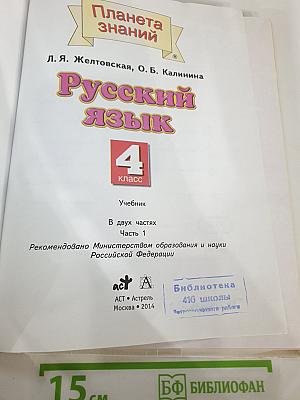 Планета
знаний
Л. Я. Желтовская, О. Б. Калинина
Русский
язык
4
класс
Учебник
В двух частях
Часть 1
Рекомендовано Министерством образования и науки
Российской Федерации
аст
АСТ • Астрель
Москва • 2014
Библиотека
416 школы
15 см
БФ БИБЛИОФАН